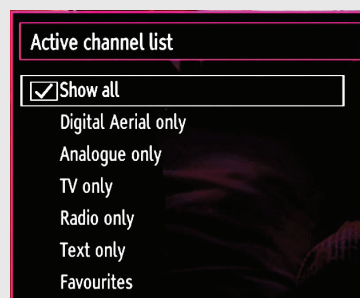 Active channel list
Show all
Digital Aerial only
Analogue only
TV only
Radio only
Text only
Favourites